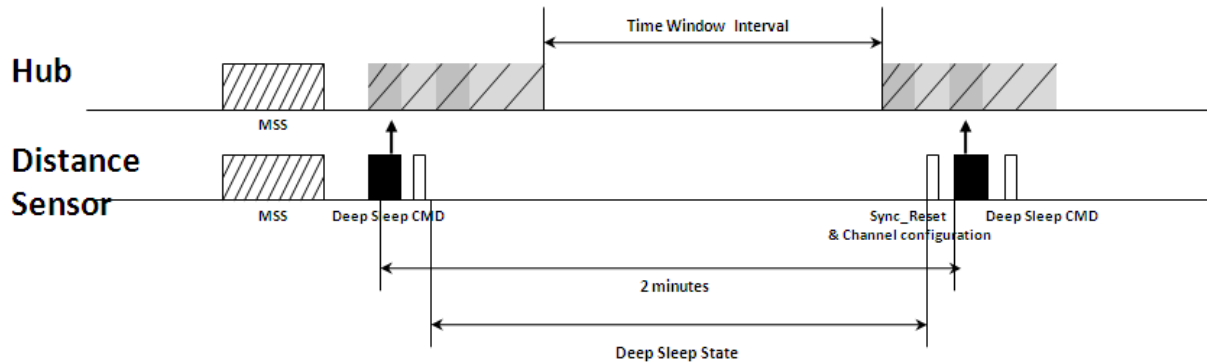 Time Window Interval
Hub
MSS
Distance
Sensor
MSS
Deep Sleep CMD
Sync_Reset
& Channel configuration
Deep Sleep CMD
2 minutes
Deep Sleep State